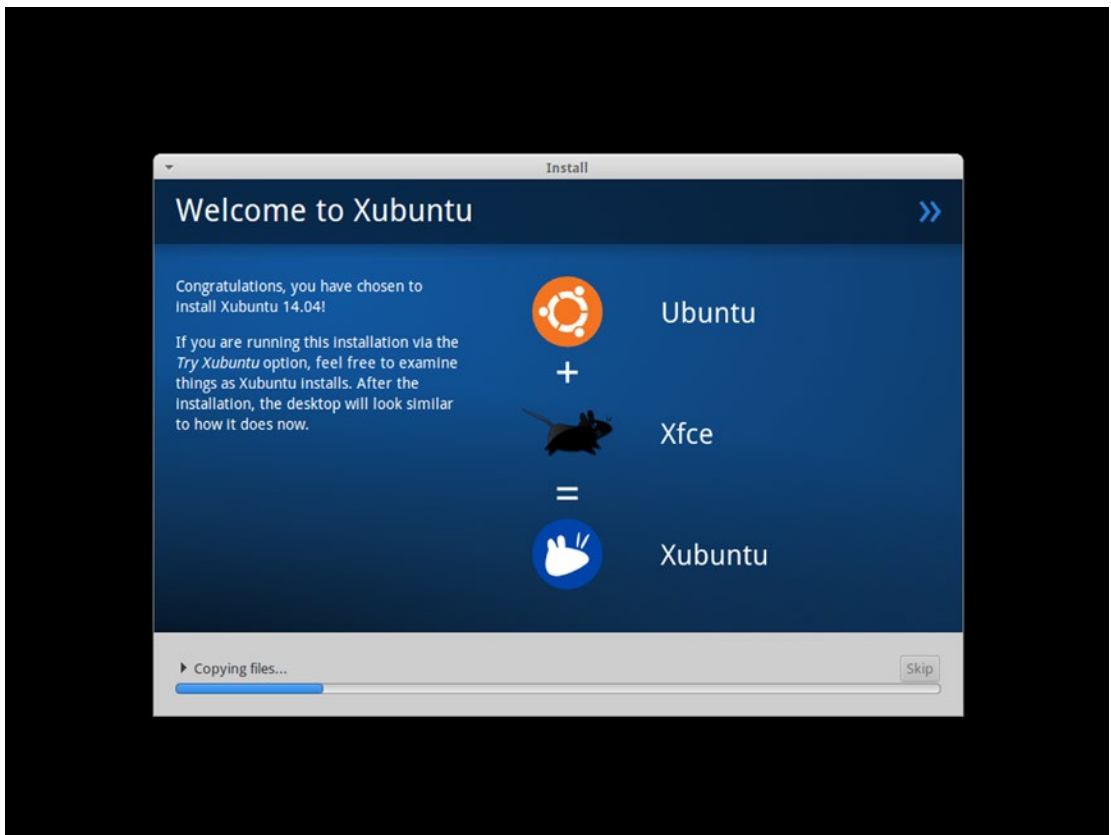 Install
Welcome to Xubuntu
Congratulations, you have chosen to
install Xubuntu 14.04!
If you are running this installation via the
Try Xubuntu option, feel free to examine
things as Xubuntu installs. After the
installation, the desktop will look similar
to how it does now.
Ubuntu
+
Xfce
=
Xubuntu
Copying files...
Skip